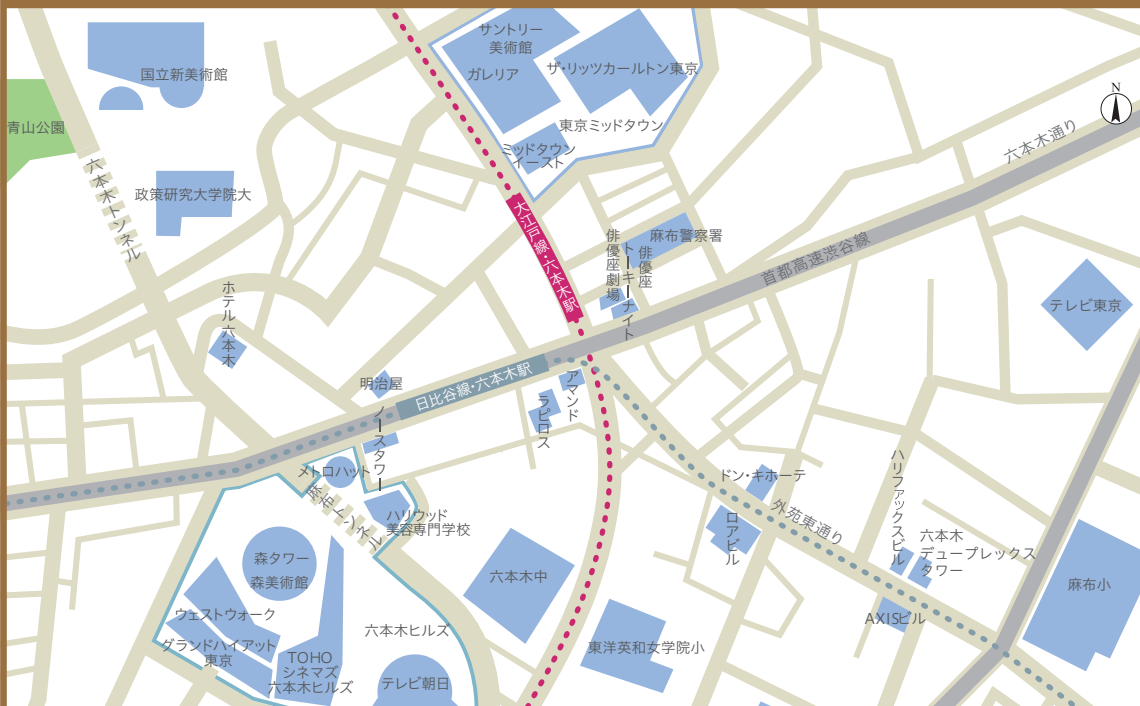 サントリー
美術館
ガレリア
ザ・リッツカールトン東京
国立新美術館
東京ミッドタウン
青山公園
ミッドタウン
イースト
N
六本木通り
六本木トンネル
政策研究大学院大
大江戸線・六本木駅
麻布警察署
俳優座劇場
俳優座
トーキーナイト
首都高速渋谷線
テレビ東京
ホテル六本木
明治屋
日比谷線・六本木駅
アマンド
ラピロス
ノースタワー
メトロハット
麻布トンネル
ハリウッド
美容専門学校
ドン・キホーテ
外苑東通り
ロアビル
ハリファックスビル
六本木
デュープレックス
タワー
麻布小
AXISビル
森タワー
森美術館
六本木中
ウェストウォーク
グランドハイアット
東京
六本木ヒルズ
TOHO
シネマズ
六本木ヒルズ
テレビ朝日
東洋英和女学院小